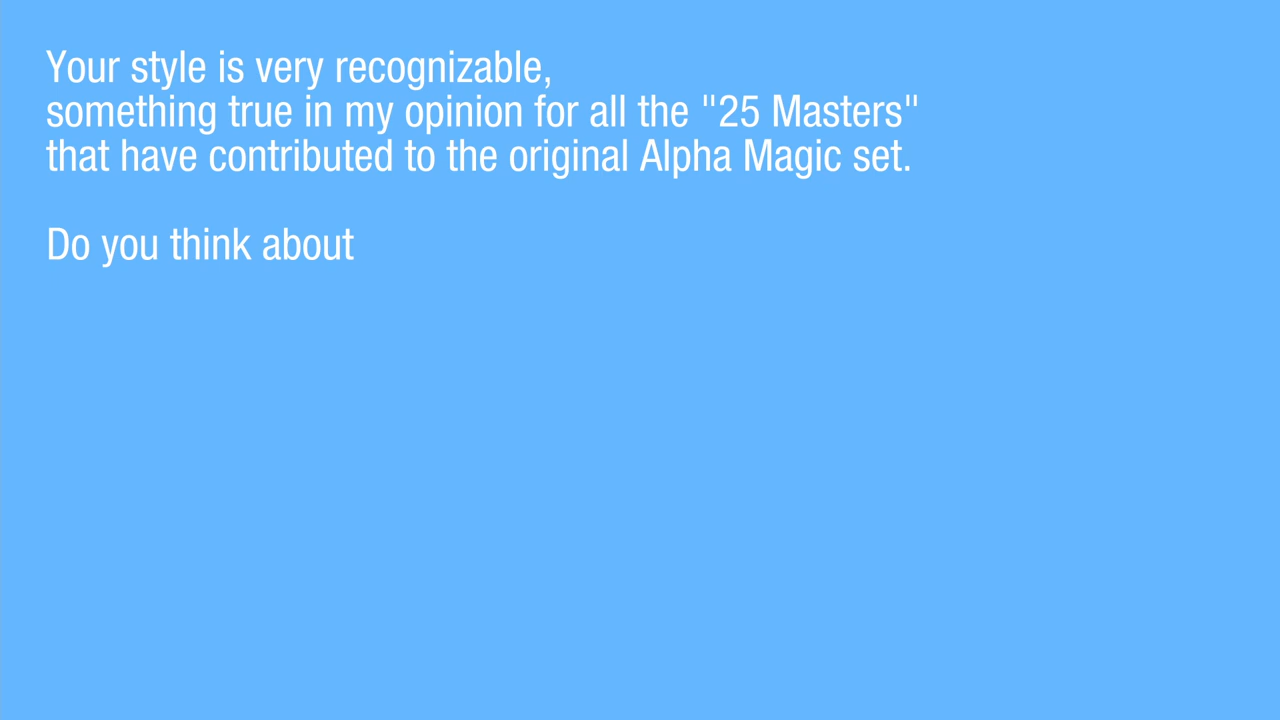 Your style is very recognizable,
something true in my opinion for all the "25 Masters"
that have contributed to the original Alpha Magic set.
Do you think about